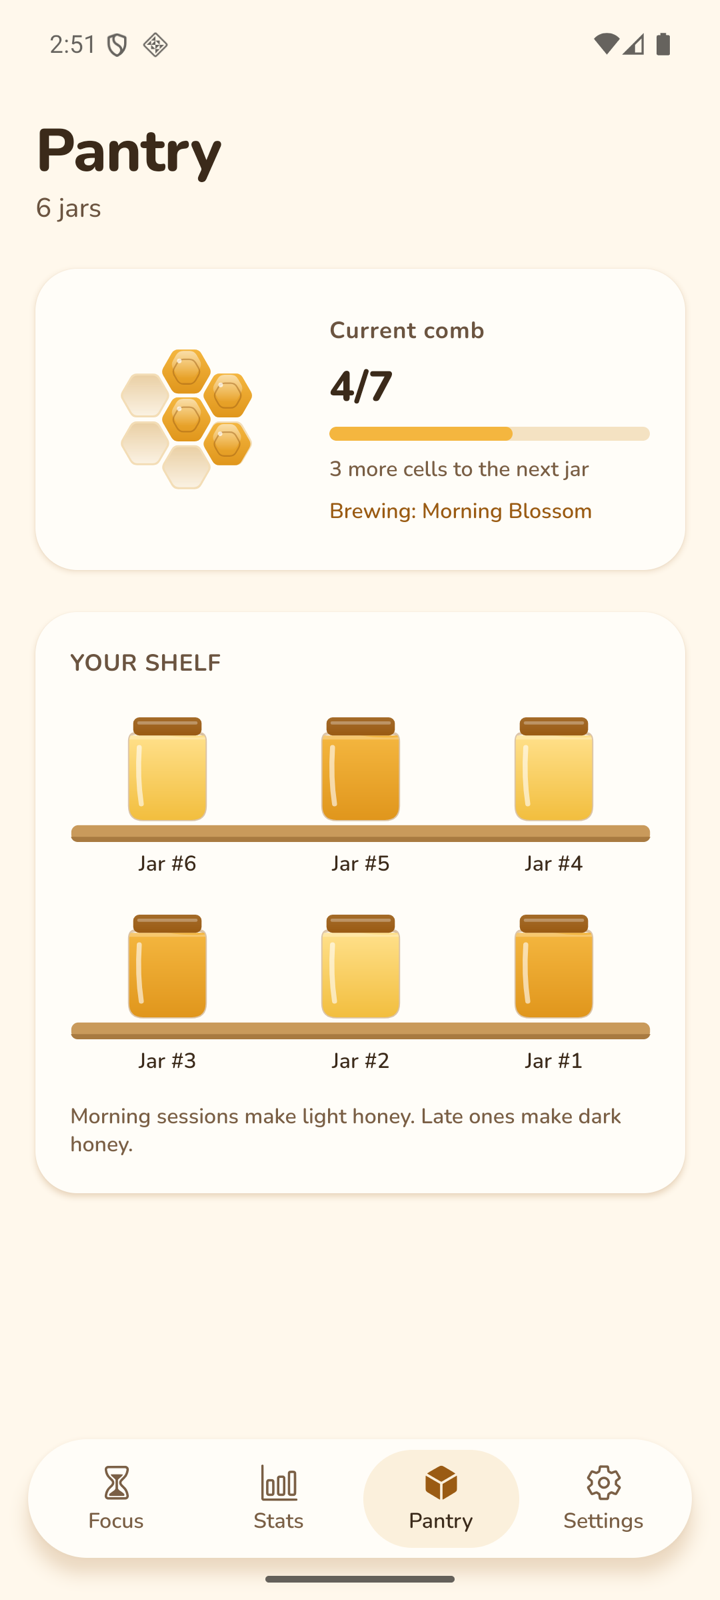 2:51
Pantry
6 jars
Current comb
4/7
3 more cells to the next jar
Brewing: Morning Blossom
YOUR SHELF
Jar #6
Jar #5
Jar #4
Jar #3
Jar #2
Jar #1
Morning sessions make light honey. Late ones make dark
honey.
Focus
Stats
Pantry
Settings